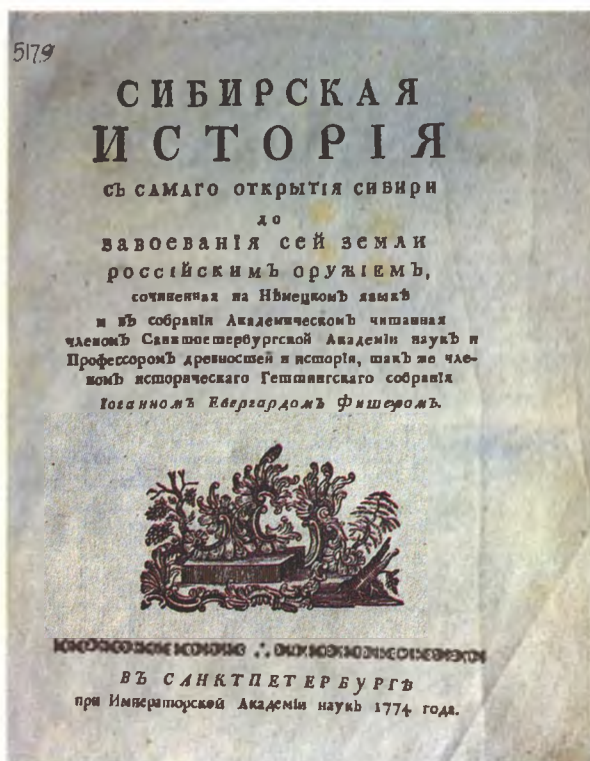 5179
СИБИРСКАЯ
ИСТОРІЯ
съ самаго открытія сибири
до
завоеванія сей земли
россійскимъ оружіемъ,
сочиненная на Нѣмецкомъ языкѣ
и въ собраніи Академическомъ читанная
членомъ Санктпетербургской Академіи наукъ и
Профессоромъ древностей и исторіи, такъ же чле-
номъ историческаго Геттингскаго собранія
Іоганномъ Евергардомъ Фишеромъ.
ВЪ САНКТПЕТЕРБУРГѢ
при Императорской Академіи наукъ 1774 года.